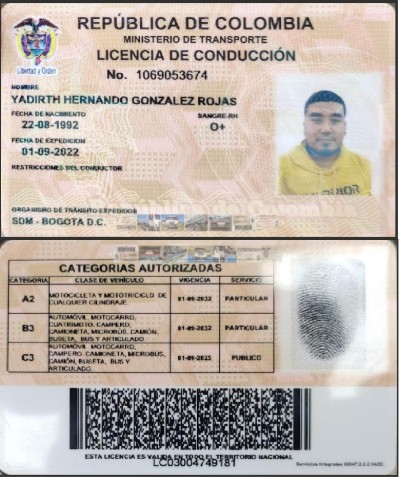 REPÚBLICA DE COLOMBIA
MINISTERIO DE TRANSPORTE
LICENCIA DE CONDUCCIÓN
No. 1069053674
Libertad y Orden
NOMBRE
YADIRTH HERNANDO GONZALEZ ROJAS
FECHA DE NACIMIENTO
SANGRE-RH
22-08-1992
O+
FECHA DE EXPEDICION
01-09-2022
RESTRICCIONES DEL CONDUCTOR
ORGANISMO DE TRÁNSITO EXPEDIDOR
SDM - BOGOTA D.C.
CATEGORIAS AUTORIZADAS
CATEGORIA CLASE DE VEHÍCULO VIGENCIA SERVICIO
A2 MOTOCICLETA Y MOTOTRICICLO DE CUALQUIER CILINDRAJE 01-09-2032 PARTICULAR
B3 AUTOMÓVIL, MOTOCARRO, CUATRIMOTO, CAMPERO, CAMIONETA, MICROBÚS, CAMIÓN, BUSETA, BUS Y ARTICULADO. 01-09-2032 PARTICULAR
C3 AUTOMÓVIL, MOTOCARRO, CAMPERO, CAMIONETA, MICROBUS, CAMIÓN, BUSETA, BUS Y ARTICULADO. 01-09-2025 PUBLICO
ESTA LICENCIA ES VALIDA EN TODO EL TERRITORIO NACIONAL
LC03004749181